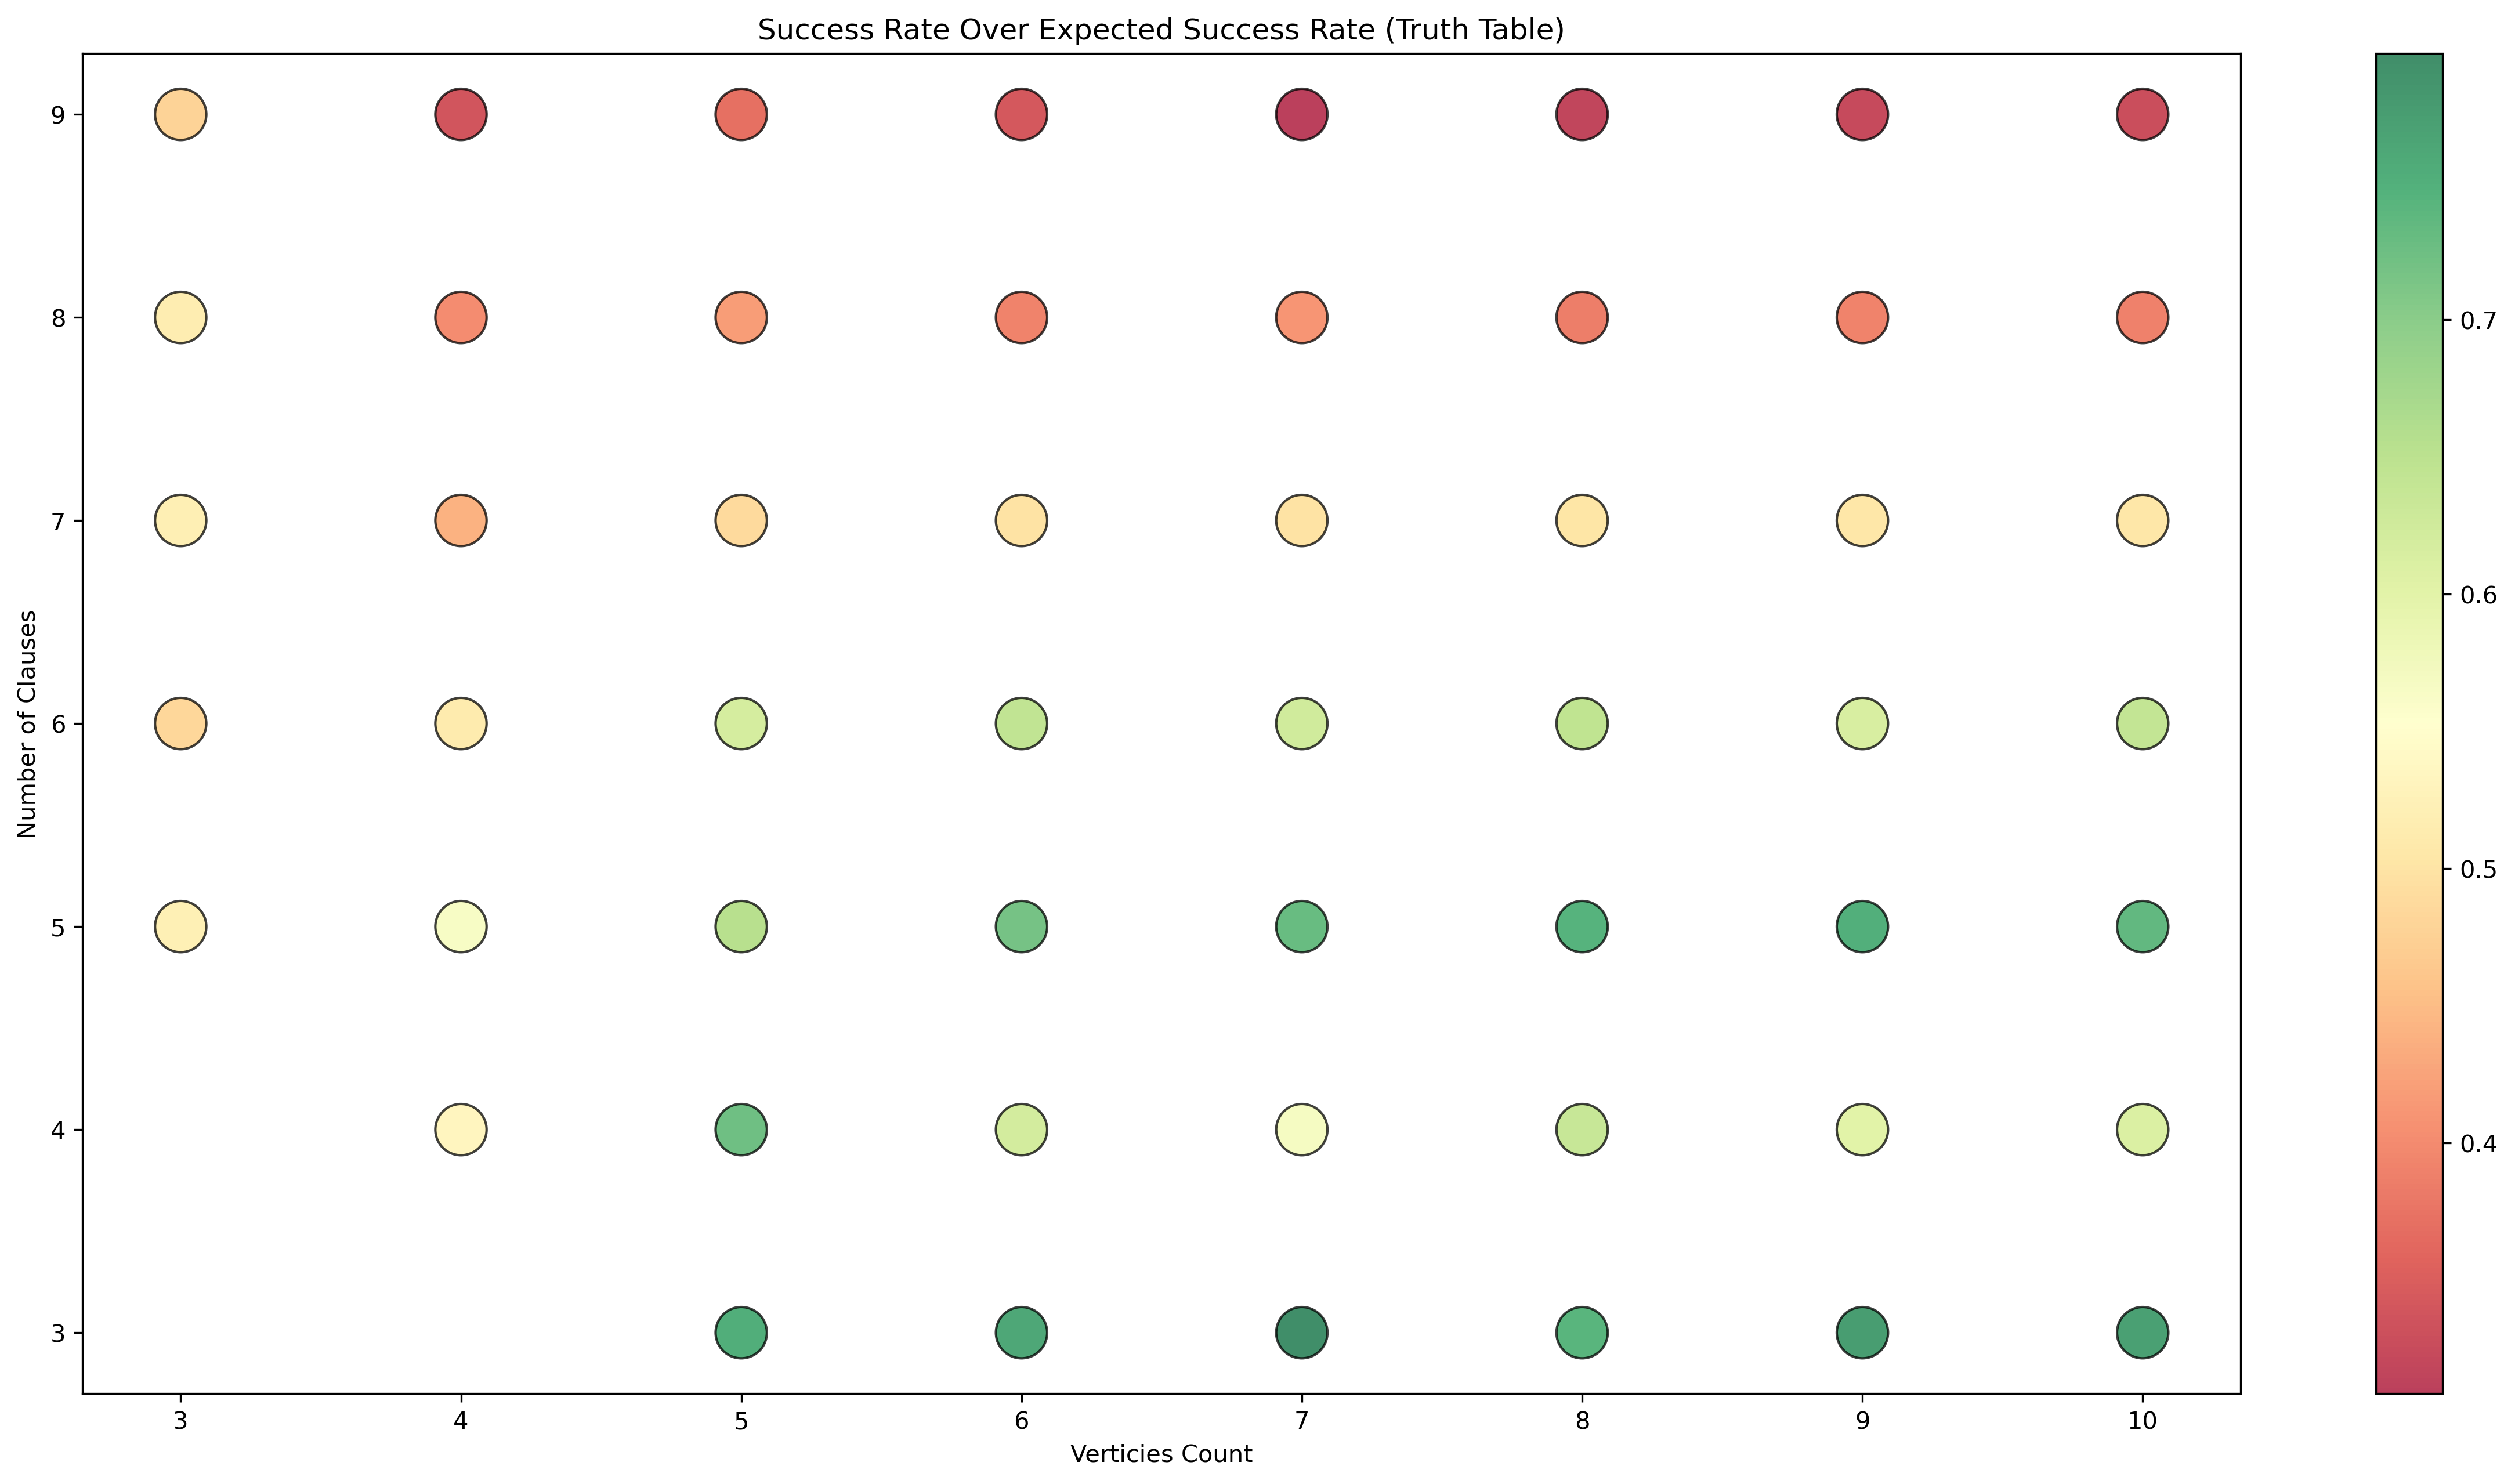 Success Rate Over Expected Success Rate (Truth Table)
Number of Clauses
9
8
7
6
5
4
3
3 4 5 6 7 8 9 10
Verticies Count
0.7
0.6
0.5
0.4